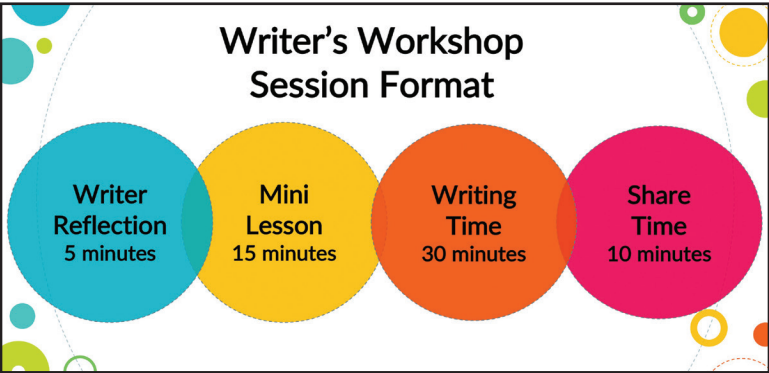 Writer's Workshop
Session Format
Writer
Reflection
5 minutes
Mini
Lesson
15 minutes
Writing
Time
30 minutes
Share
Time
10 minutes